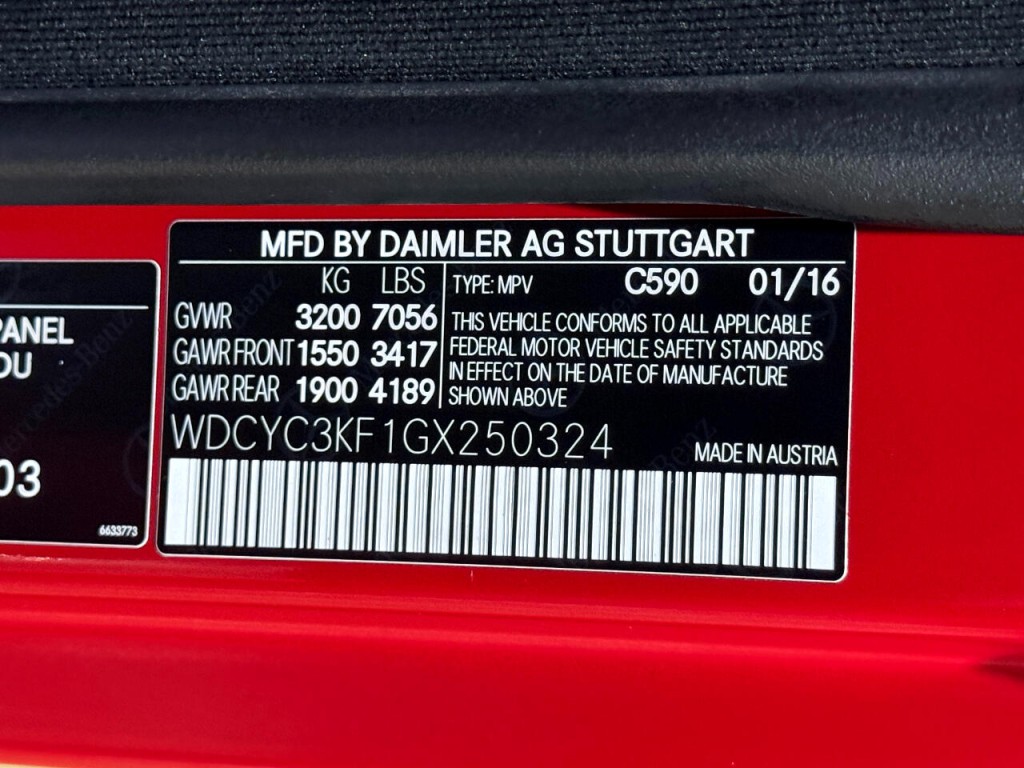 MFD BY DAIMLER AG STUTTGART
KG LBS
GVWR 3200 7056
GAWR FRONT 1550 3417
GAWR REAR 1900 4189
TYPE: MPV C590 01/16
THIS VEHICLE CONFORMS TO ALL APPLICABLE
FEDERAL MOTOR VEHICLE SAFETY STANDARDS
IN EFFECT ON THE DATE OF MANUFACTURE
SHOWN ABOVE
WDCYC3KF1GX250324
MADE IN AUSTRIA
PANEL
DU
03
6633773
Mercedes-Benz